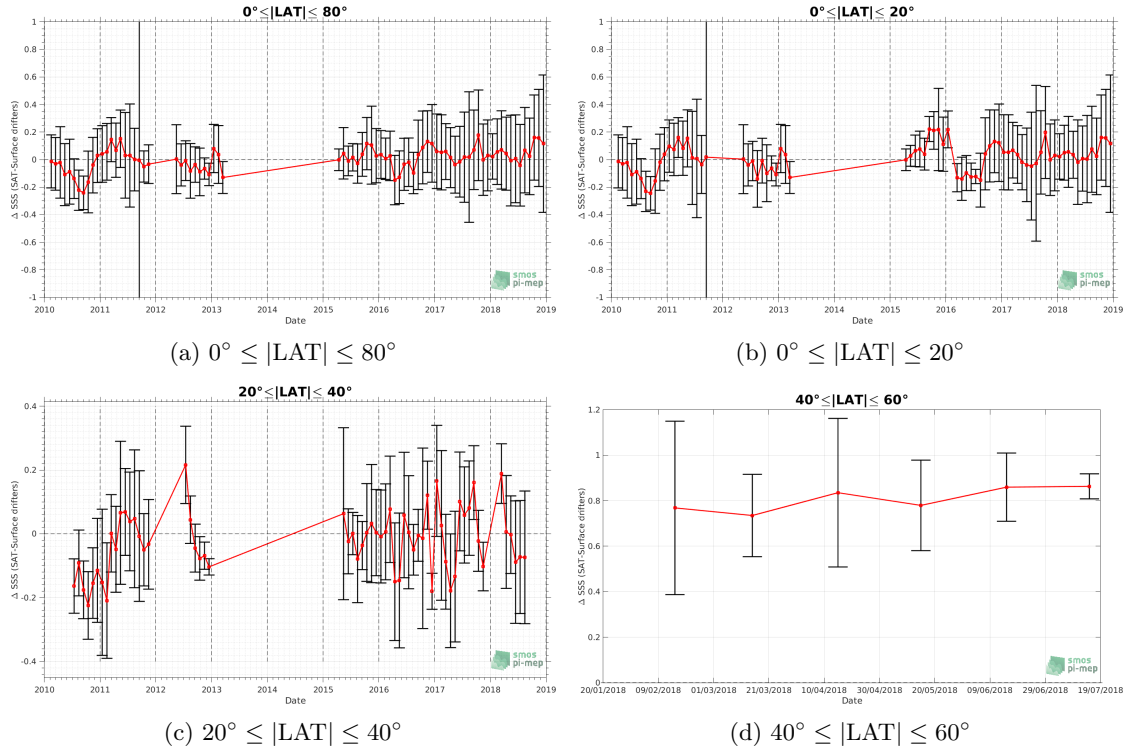 0°≤|LAT|≤ 80°
Δ SSS (SAT-Surface drifters)
1
0.8
0.6
0.4
0.2
0
-0.2
-0.4
-0.6
-0.8
-1
2010 2011 2012 2013 2014 2015 2016 2017 2018 2019
Date
smos
pi-mep
(a) 0° ≤ |LAT| ≤ 80°
0°≤|LAT|≤ 20°
Δ SSS (SAT-Surface drifters)
1
0.8
0.6
0.4
0.2
0
-0.2
-0.4
-0.6
-0.8
-1
2010 2011 2012 2013 2014 2015 2016 2017 2018 2019
Date
smos
pi-mep
(b) 0° ≤ |LAT| ≤ 20°
20°≤|LAT|≤ 40°
Δ SSS (SAT-Surface drifters)
0.4
0.2
0
-0.2
-0.4
2010 2011 2012 2013 2014 2015 2016 2017 2018 2019
Date
smos
pi-mep
(c) 20° ≤ |LAT| ≤ 40°
40°≤|LAT|≤ 60°
Δ SSS (SAT-Surface drifters)
1.2
1
0.8
0.6
0.4
0.2
0
20/01/2018 09/02/2018 01/03/2018 21/03/2018 10/04/2018 30/04/2018 20/05/2018 09/06/2018 29/06/2018 19/07/2018
Date
smos
pi-mep
(d) 40° ≤ |LAT| ≤ 60°